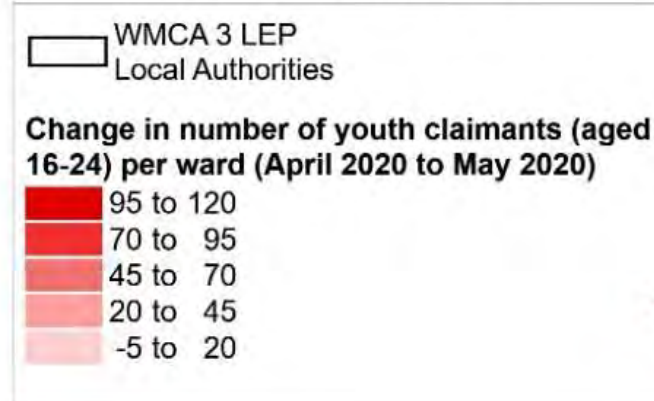 WMCA 3 LEP
Local Authorities
Change in number of youth claimants (aged
16-24) per ward (April 2020 to May 2020)
95 to 120
70 to 95
45 to 70
20 to 45
-5 to 20